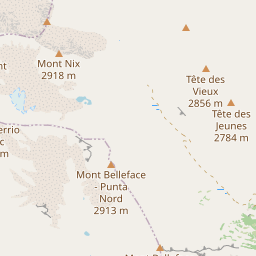 Mont Nix
2918 m
Tête des
Vieux
2856 m
Tête des
Jeunes
2784 m
Mont Belleface
- Punta
Nord
2913 m